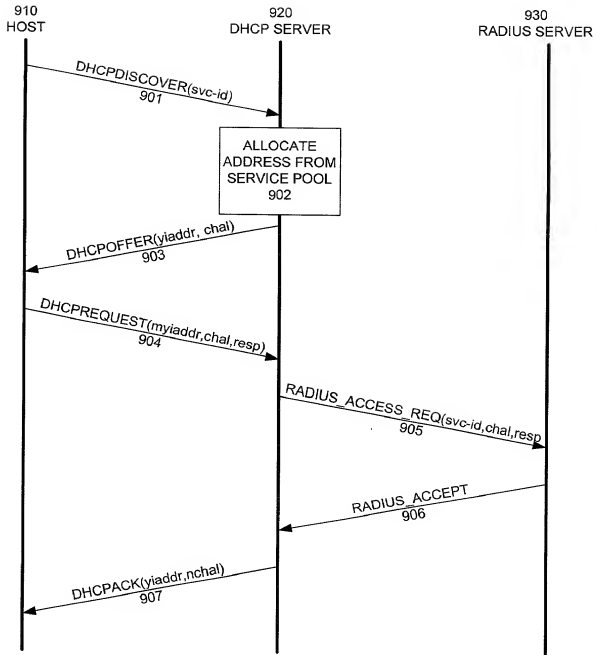 910
HOST
920
DHCP SERVER
930
RADIUS SERVER
DHCPDISCOVER(svc-id)
901
ALLOCATE
ADDRESS FROM
SERVICE POOL
902
DHCPOFFER(yiaddr, chal)
903
DHCPREQUEST(myiaddr,chal,resp)
904
RADIUS_ACCESS_REQ(svc-id,chal,resp
905
RADIUS_ACCEPT
906
DHCPACK(yiaddr,nchal)
907